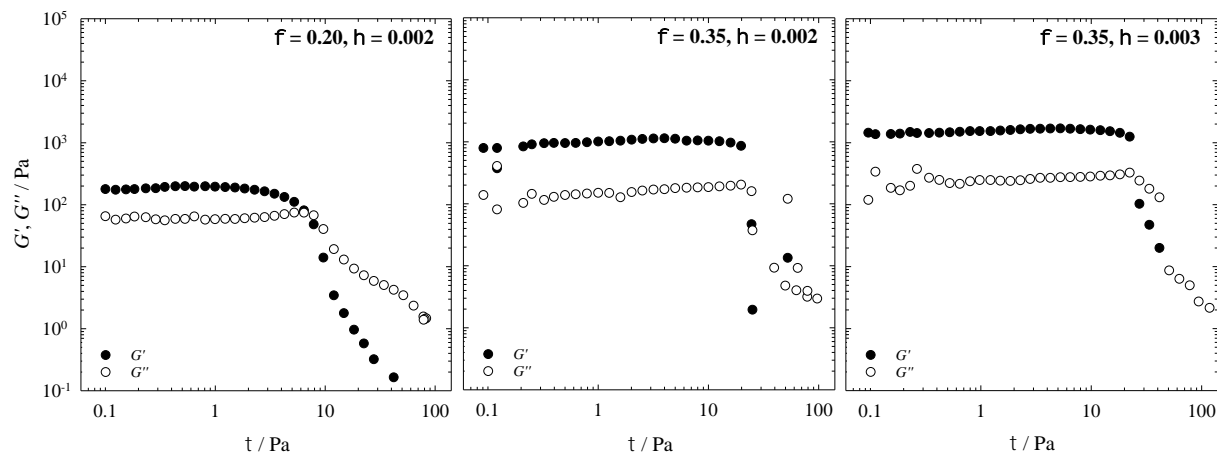 f = 0.20, h = 0.002
f = 0.35, h = 0.002
f = 0.35, h = 0.003
G', G'' / Pa
10^5
10^4
10^3
10^2
10^1
10^0
10^-1
G'
G''
G'
G''
G'
G''
0.1 1 10 100
0.1 1 10 100
0.1 1 10 100
t / Pa
t / Pa
t / Pa